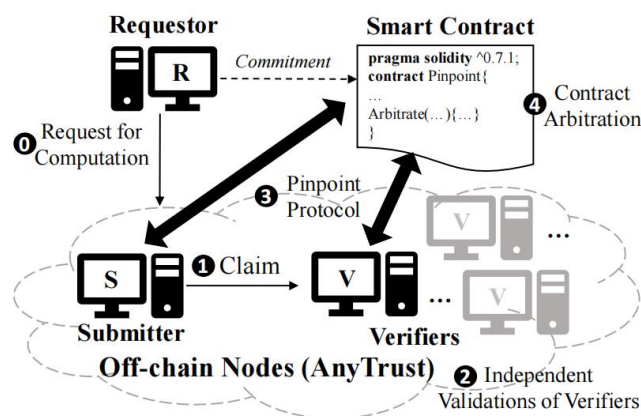 Requestor
Smart Contract
R
Commitment
pragma solidity ^0.7.1;
contract Pinpoint{
...
Arbitrate(...){...}
}
4 Contract
Arbitration
0 Request for
Computation
3 Pinpoint
Protocol
V
...
S
1 Claim
V
... V
...
Submitter
Verifiers
Off-chain Nodes (AnyTrust)
2 Independent
Validations of Verifiers